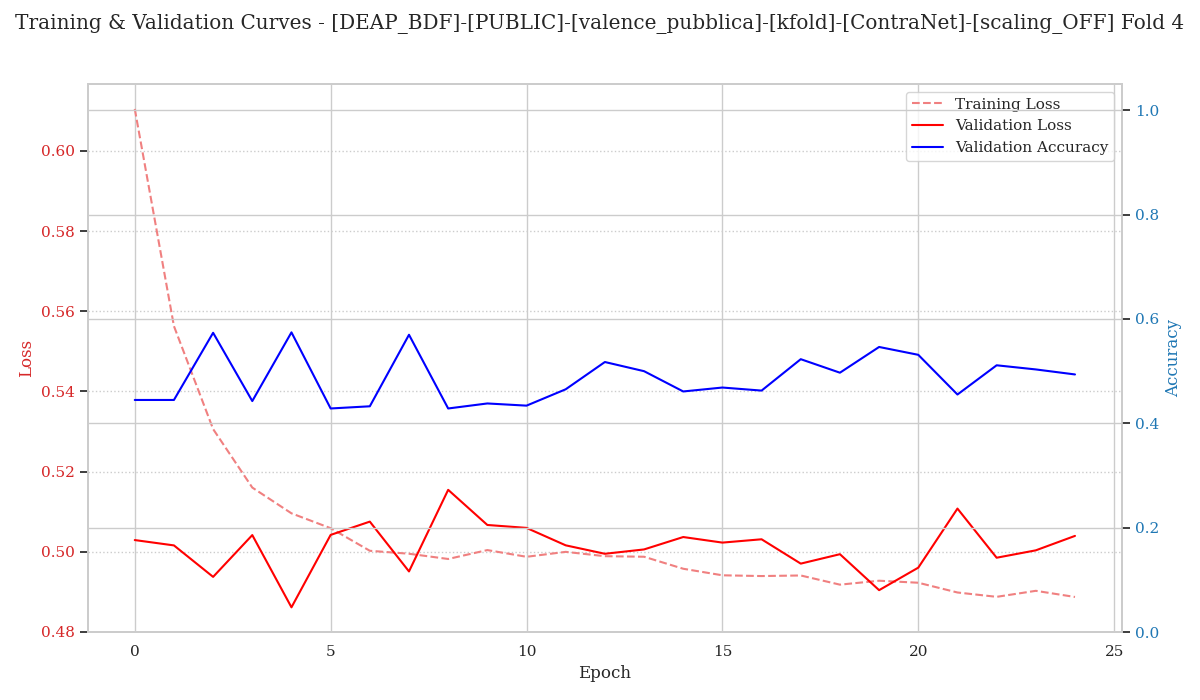 Training & Validation Curves - [DEAP_BDF]-[PUBLIC]-[valence_pubblica]-[kfold]-[ContraNet]-[scaling_OFF] Fold 4
Training Loss
Validation Loss
Validation Accuracy
Loss
0.60
0.58
0.56
0.54
0.52
0.50
0.48
1.0
0.8
0.6
0.4
0.2
0.0
Accuracy
0 5 10 15 20 25
Epoch